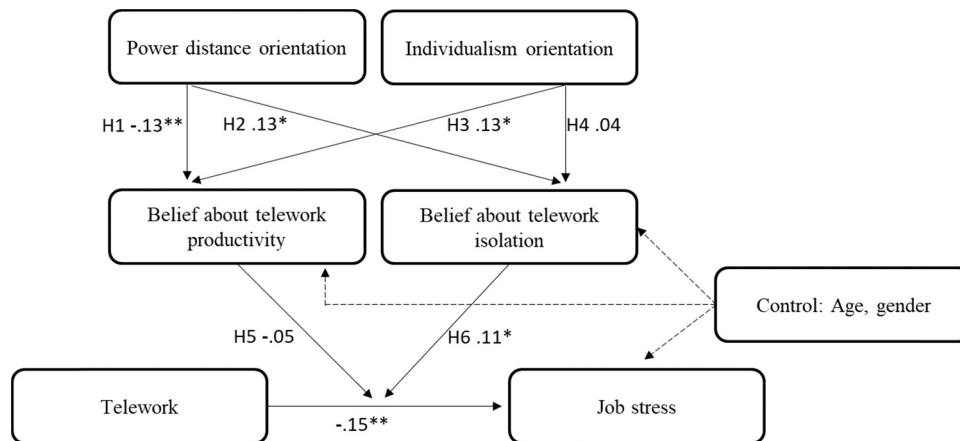 Power distance orientation
Individualism orientation
H1 -.13**
H2 .13*
H3 .13*
H4 .04
Belief about telework
productivity
Belief about telework
isolation
Control: Age, gender
H5 -.05
H6 .11*
Telework
-.15**
Job stress